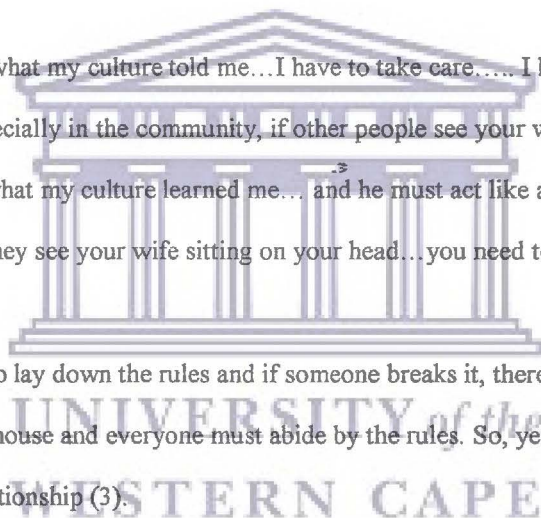 what my culture told me…I have to take care….. I
ecially in the community, if other people see your
what my culture learned me… and he must act like
hey see your wife sitting on your head…you need
lay down the rules and if someone breaks it,
house and everyone must abide by the rules. So,
tionship (3).
UNIVERSITY of the
WESTERN CAPE